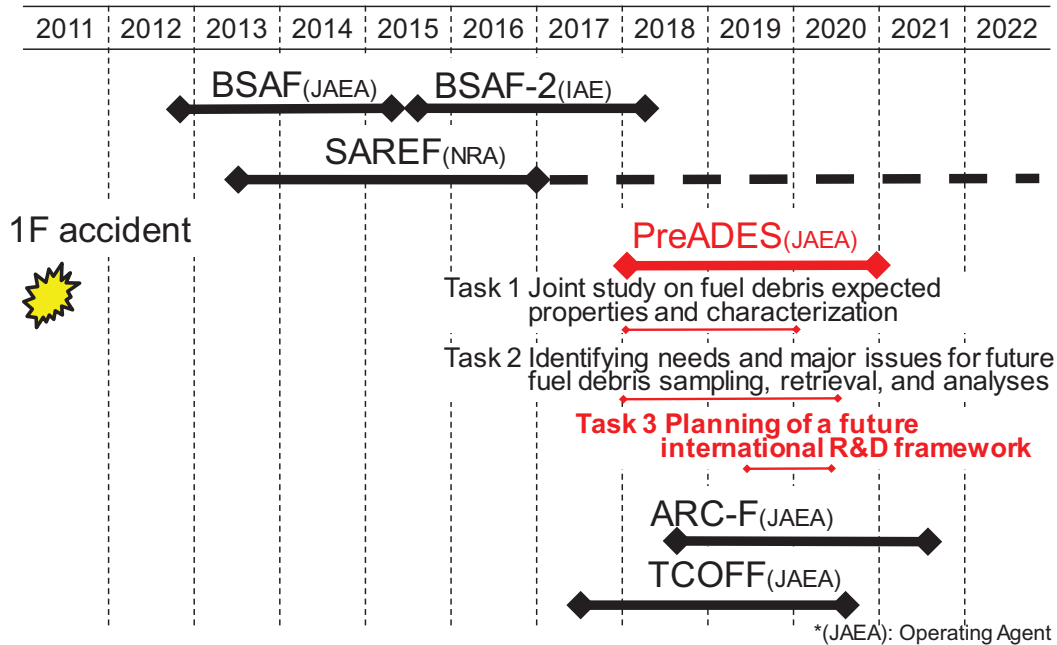 2011 2012 2013 2014 2015 2016 2017 2018 2019 2020 2021 2022
BSAF(JAEA) BSAF-2(IAE)
SAREF(NRA)
1F accident
PreADES(JAEA)
Task 1 Joint study on fuel debris expected
properties and characterization
Task 2 Identifying needs and major issues for future
fuel debris sampling, retrieval, and analyses
Task 3 Planning of a future
international R&D framework
ARC-F(JAEA)
TCOFF(JAEA)
*(JAEA): Operating Agent